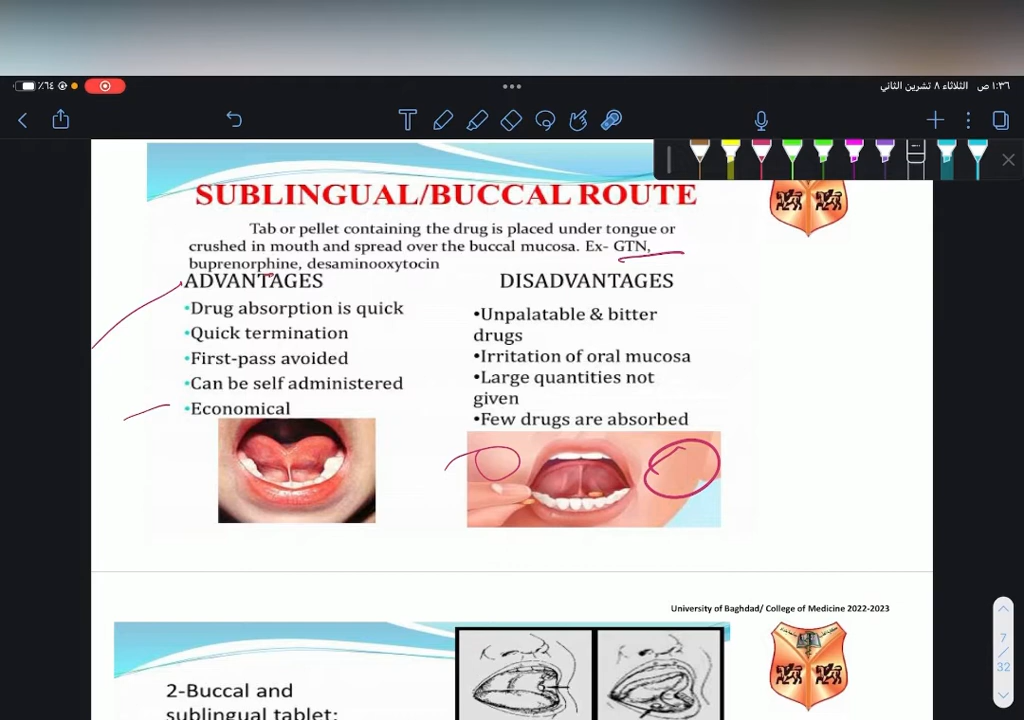 ٪٦٤
١:٣٦ ص الثلاثاء ٨ تشرين الثاني
SUBLINGUAL/BUCCAL ROUTE
Tab or pellet containing the drug is placed under tongue or
crushed in mouth and spread over the buccal mucosa. Ex- GTN,
buprenorphine, desaminooxytocin
ADVANTAGES
•Drug absorption is quick
•Quick termination
•First-pass avoided
•Can be self administered
•Economical
DISADVANTAGES
•Unpalatable & bitter
drugs
•Irritation of oral mucosa
•Large quantities not
given
•Few drugs are absorbed
University of Baghdad/ College of Medicine 2022-2023
2-Buccal and
sublingual tablet:
7
/
32